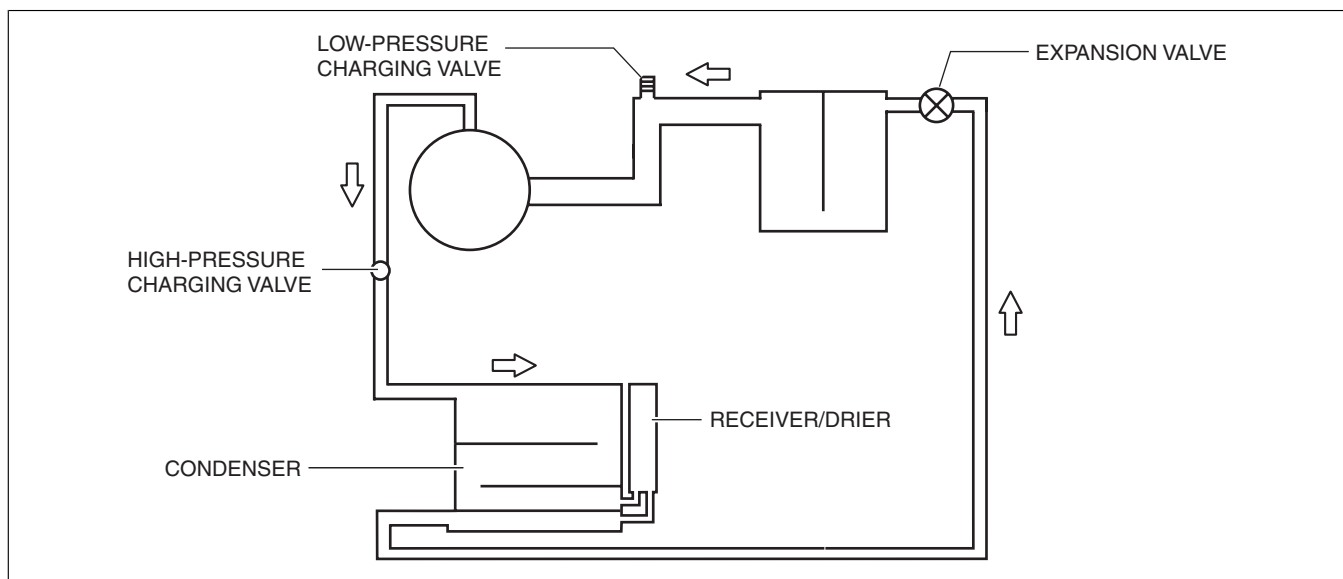 LOW-PRESSURE
CHARGING VALVE
EXPANSION VALVE
HIGH-PRESSURE
CHARGING VALVE
RECEIVER/DRIER
CONDENSER